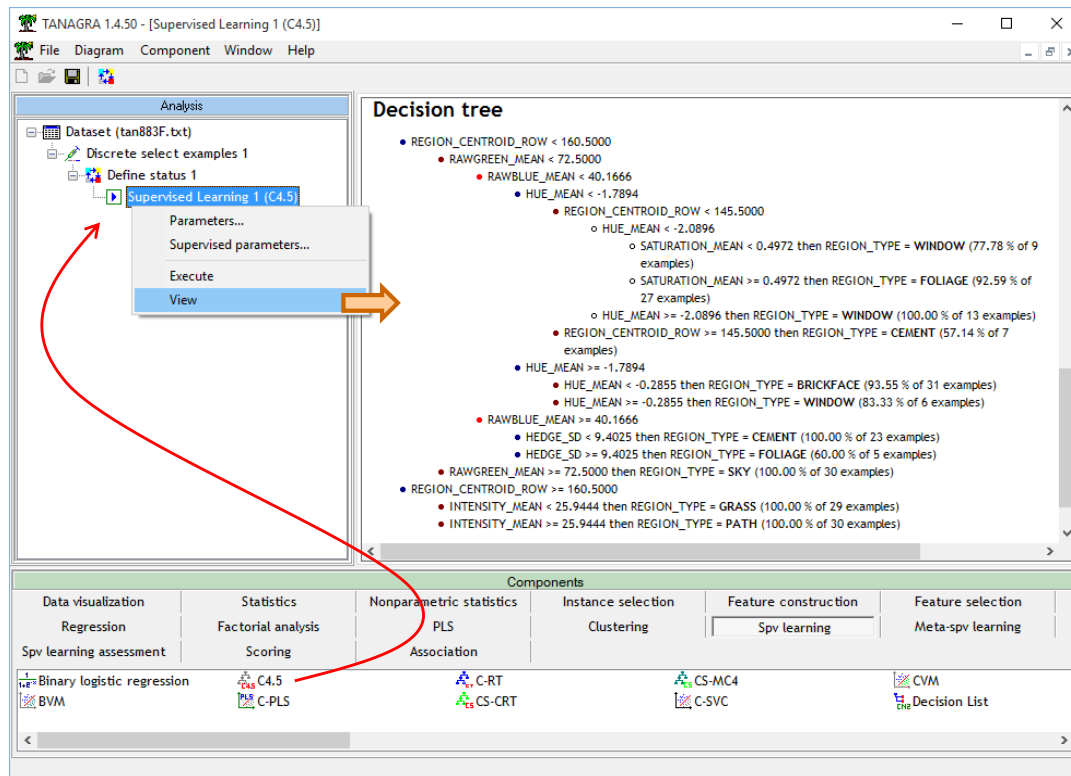 TANAGRA 1.4.50 - [Supervised Learning 1 (C4.5)]
File Diagram Component Window Help
Analysis
Dataset (tan883F.txt)
Discrete select examples 1
Define status 1
Supervised Learning 1 (C4.5)
Parameters...
Supervised parameters...
Execute
View
Decision tree
REGION_CENTROID_ROW < 160.5000
RAWGREEN_MEAN < 72.5000
RAWBLUE_MEAN < 40.1666
HUE_MEAN < -1.7894
REGION_CENTROID_ROW < 145.5000
HUE_MEAN < -2.0896
SATURATION_MEAN < 0.4972 then REGION_TYPE = WINDOW (77.78 % of 9
examples)
SATURATION_MEAN >= 0.4972 then REGION_TYPE = FOLIAGE (92.59 % of
27 examples)
HUE_MEAN >= -2.0896 then REGION_TYPE = WINDOW (100.00 % of 13 examples)
REGION_CENTROID_ROW >= 145.5000 then REGION_TYPE = CEMENT (57.14 % of 7
examples)
HUE_MEAN >= -1.7894
HUE_MEAN < -0.2855 then REGION_TYPE = BRICKFACE (93.55 % of 31 examples)
HUE_MEAN >= -0.2855 then REGION_TYPE = WINDOW (83.33 % of 6 examples)
RAWBLUE_MEAN >= 40.1666
HEDGE_SD < 9.4025 then REGION_TYPE = CEMENT (100.00 % of 23 examples)
HEDGE_SD >= 9.4025 then REGION_TYPE = FOLIAGE (60.00 % of 5 examples)
RAWGREEN_MEAN >= 72.5000 then REGION_TYPE = SKY (100.00 % of 30 examples)
REGION_CENTROID_ROW >= 160.5000
INTENSITY_MEAN < 25.9444 then REGION_TYPE = GRASS (100.00 % of 29 examples)
INTENSITY_MEAN >= 25.9444 then REGION_TYPE = PATH (100.00 % of 30 examples)
Components
Data visualization Statistics Nonparametric statistics Instance selection Feature construction Feature selection
Regression Factorial analysis PLS Clustering Spv learning Meta-spv learning
Spv learning assessment Scoring Association
Binary logistic regression C4.5 C-RT CS-MC4 CVM
BVM C-PLS CS-CRT C-SVC Decision List